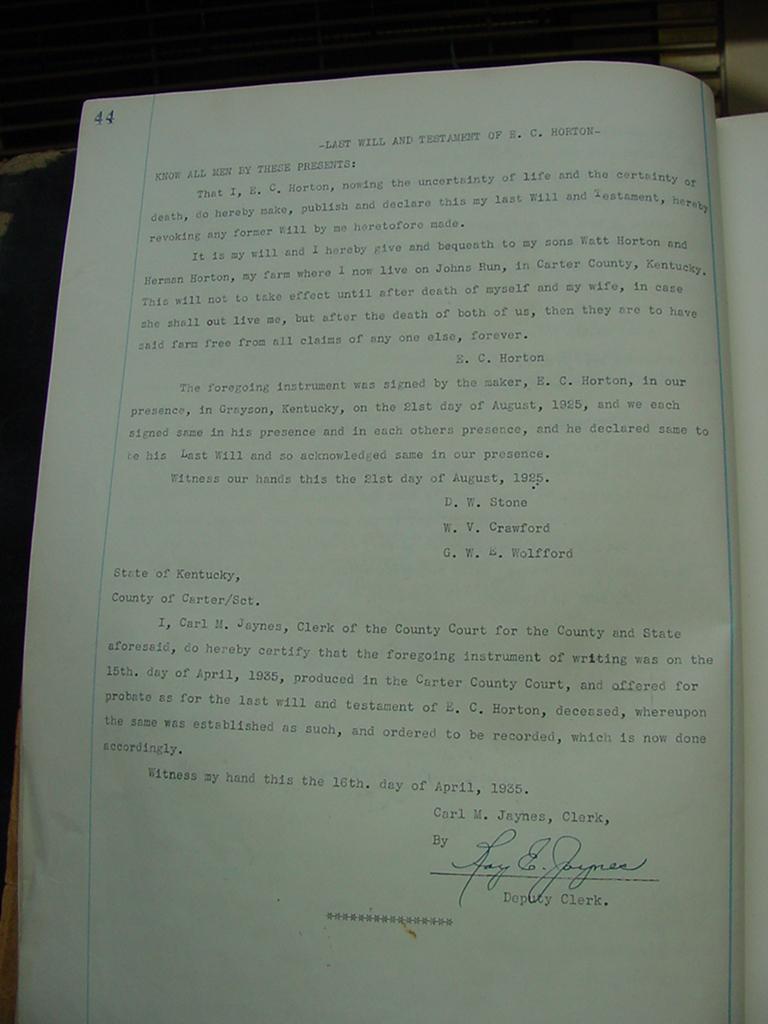 44
-LAST WILL AND TESTAMENT OF E. C. HORTON-
KNOW ALL MEN BY THESE PRESENTS:
That I, E. C. Horton, nowing the uncertainty of life and the certainty of
death, do hereby make, publish and declare this my last Will and Testament, hereby
revoking any former Will by me heretofore made.
It is my will and I hereby give and bequeath to my sons Watt Horton and
Herman Horton, my farm where I now live on Johns Run, in Carter County, Kentucky.
This will not to take effect until after death of myself and my wife, in case
she shall out live me, but after the death of both of us, then they are to have
said farm free from all claims of any one else, forever.
E. C. Horton
The foregoing instrument was signed by the maker, E. C. Horton, in our
presence, in Grayson, Kentucky, on the 21st day of August, 1925, and we each
signed same in his presence and in each others presence, and he declared same to
be his Last Will and so acknowledged same in our presence.
Witness our hands this the 21st day of August, 1925.
D. W. Stone
W. V. Crawford
G. W. E. Wolfford
State of Kentucky,
County of Carter/Sct.
I, Carl M. Jaynes, Clerk of the County Court for the County and State
aforesaid, do hereby certify that the foregoing instrument of writing was on the
15th. day of April, 1935, produced in the Carter County Court, and offered for
probate as for the last will and testament of E. C. Horton, deceased, whereupon
the same was established as such, and ordered to be recorded, which is now done
accordingly.
Witness my hand this the 16th. day of April, 1935.
Carl M. Jaynes, Clerk,
By Ray E. Jaynes
Deputy Clerk.
****************